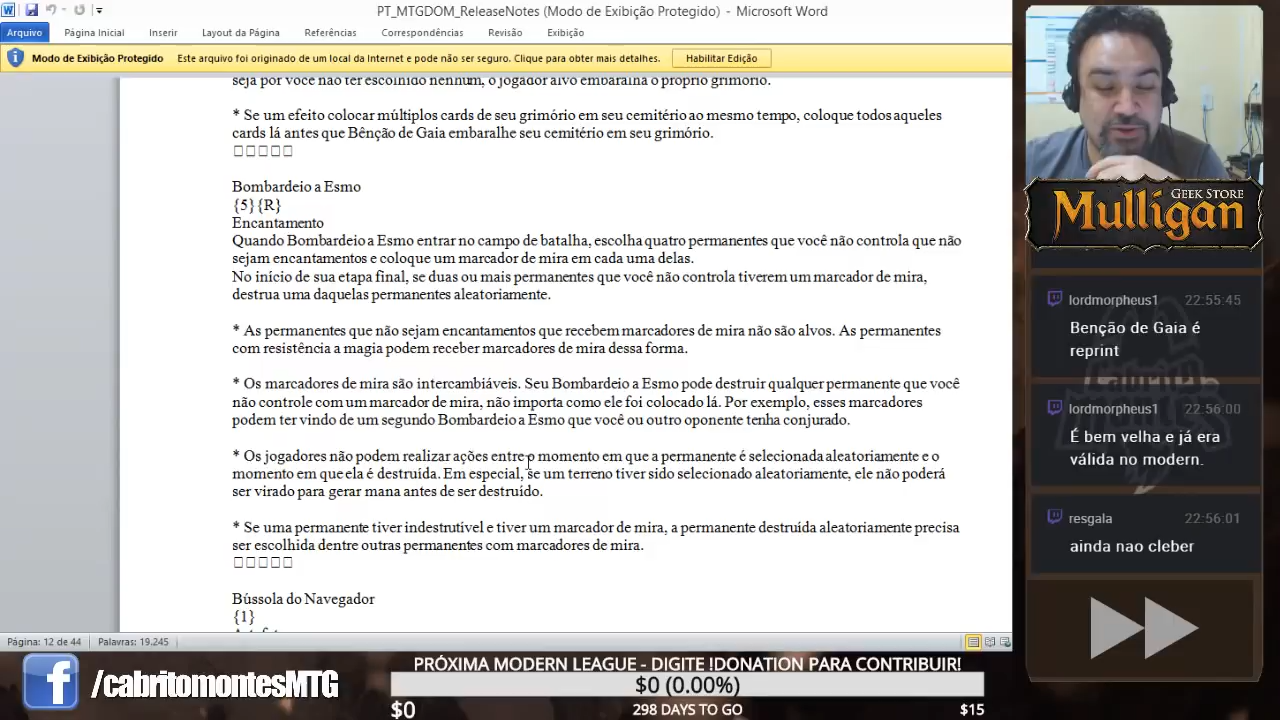 PT_MTGDOM_ReleaseNotes (Modo de Exibição Protegido) - Microsoft Word
Arquivo Página Inicial Inserir Layout da Página Referências Correspondências Revisão Exibição
Modo de Exibição Protegido Este arquivo foi originado de um local da Internet e pode não ser seguro. Clique para obter mais detalhes. Habilitar Edição
seja por você não ter escolhido nenhum, o jogador alvo embaralha o próprio grimório.
* Se um efeito colocar múltiplos cards de seu grimório em seu cemitério ao mesmo tempo, coloque todos aqueles
cards lá antes que Bênção de Gaia embaralhe seu cemitério em seu grimório.
Bombardeio a Esmo
{5}{R}
Encantamento
Quando Bombardeio a Esmo entrar no campo de batalha, escolha quatro permanentes que você não controla que não
sejam encantamentos e coloque um marcador de mira em cada uma delas.
No início de sua etapa final, se duas ou mais permanentes que você não controla tiverem um marcador de mira,
destrua uma daquelas permanentes aleatoriamente.
* As permanentes que não sejam encantamentos que recebem marcadores de mira não são alvos. As permanentes
com resistência a magia podem receber marcadores de mira dessa forma.
* Os marcadores de mira são intercambiáveis. Seu Bombardeio a Esmo pode destruir qualquer permanente que você
não controle com um marcador de mira, não importa como ele foi colocado lá. Por exemplo, esses marcadores
podem ter vindo de um segundo Bombardeio a Esmo que você ou outro oponente tenha conjurado.
* Os jogadores não podem realizar ações entre o momento em que a permanente é selecionada aleatoriamente e o
momento em que ela é destruída. Em especial, se um terreno tiver sido selecionado aleatoriamente, ele não poderá
ser virado para gerar mana antes de ser destruído.
* Se uma permanente tiver indestrutível e tiver um marcador de mira, a permanente destruída aleatoriamente precisa
ser escolhida dentre outras permanentes com marcadores de mira.
Bússola do Navegador
{1}
Página: 12 de 44 Palavras: 19.245
GEEK STORE
Mulligan
lordmorpheus1 22:55:45
Benção de Gaia é
reprint
lordmorpheus1 22:56:00
É bem velha e já era
válida no modern.
resgala 22:56:01
ainda nao cleber
/cabritomontesMTG
PRÓXIMA MODERN LEAGUE - DIGITE !DONATION PARA CONTRIBUIR!
$0 (0.00%)
$0 298 DAYS TO GO $15